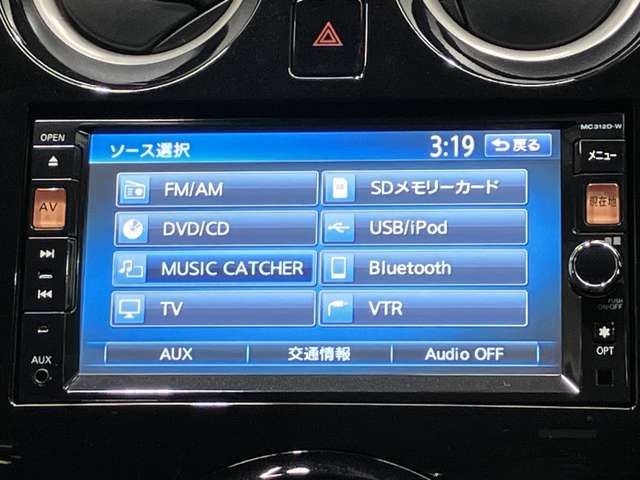 MC312D-W
OPEN
AV
AUX
ソース選択
3:19
戻る
FM/AM
SDメモリーカード
DVD/CD
USB/iPod
MUSIC CATCHER
Bluetooth
TV
VTR
AUX
交通情報
Audio OFF
メニュー
現在地
PUSH
ON/OFF
OPT